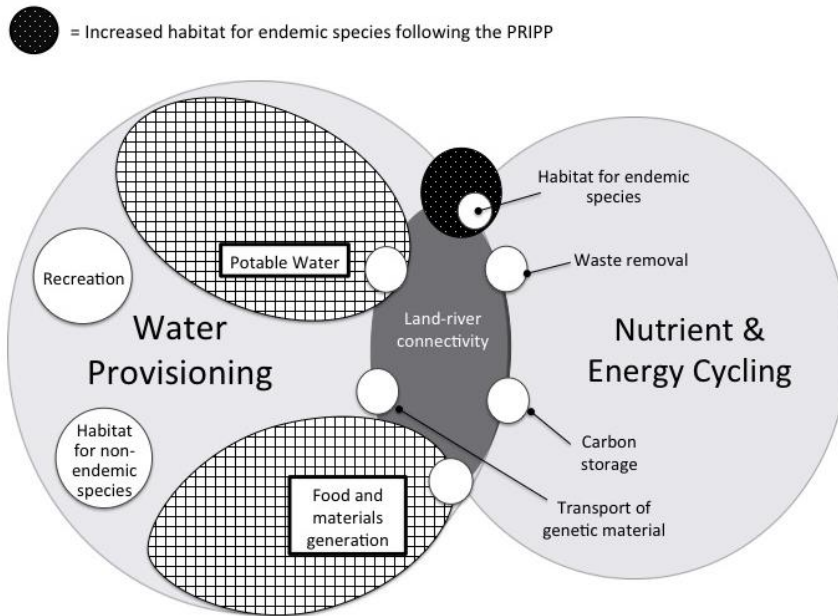 = Increased habitat for endemic species following the PRIPP
Habitat for endemic
species
Potable Water
Waste removal
Recreation
Land-river
connectivity
Water
Provisioning
Nutrient &
Energy Cycling
Habitat
for non-
endemic
species
Carbon
storage
Food and
materials
generation
Transport of
genetic material